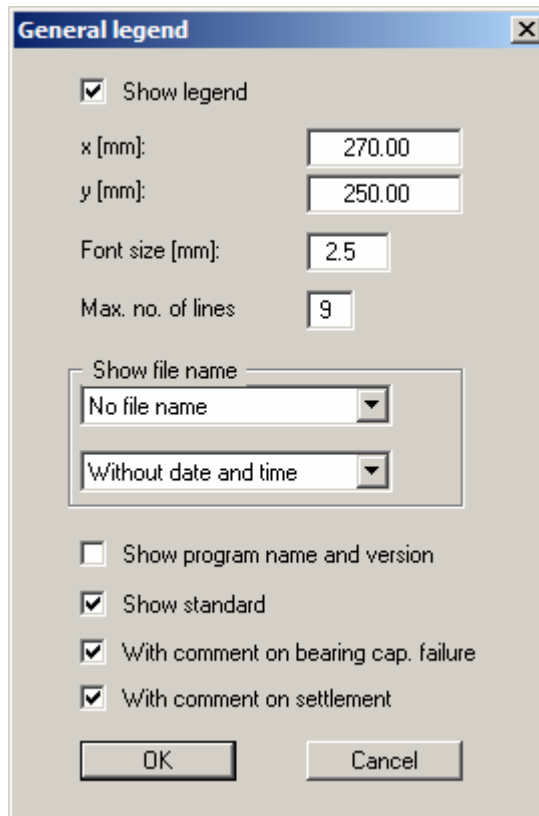 General legend
Show legend
x [mm]: 270.00
y [mm]: 250.00
Font size [mm]: 2.5
Max. no. of lines 9
Show file name
No file name
Without date and time
Show program name and version
Show standard
With comment on bearing cap. failure
With comment on settlement
OK Cancel